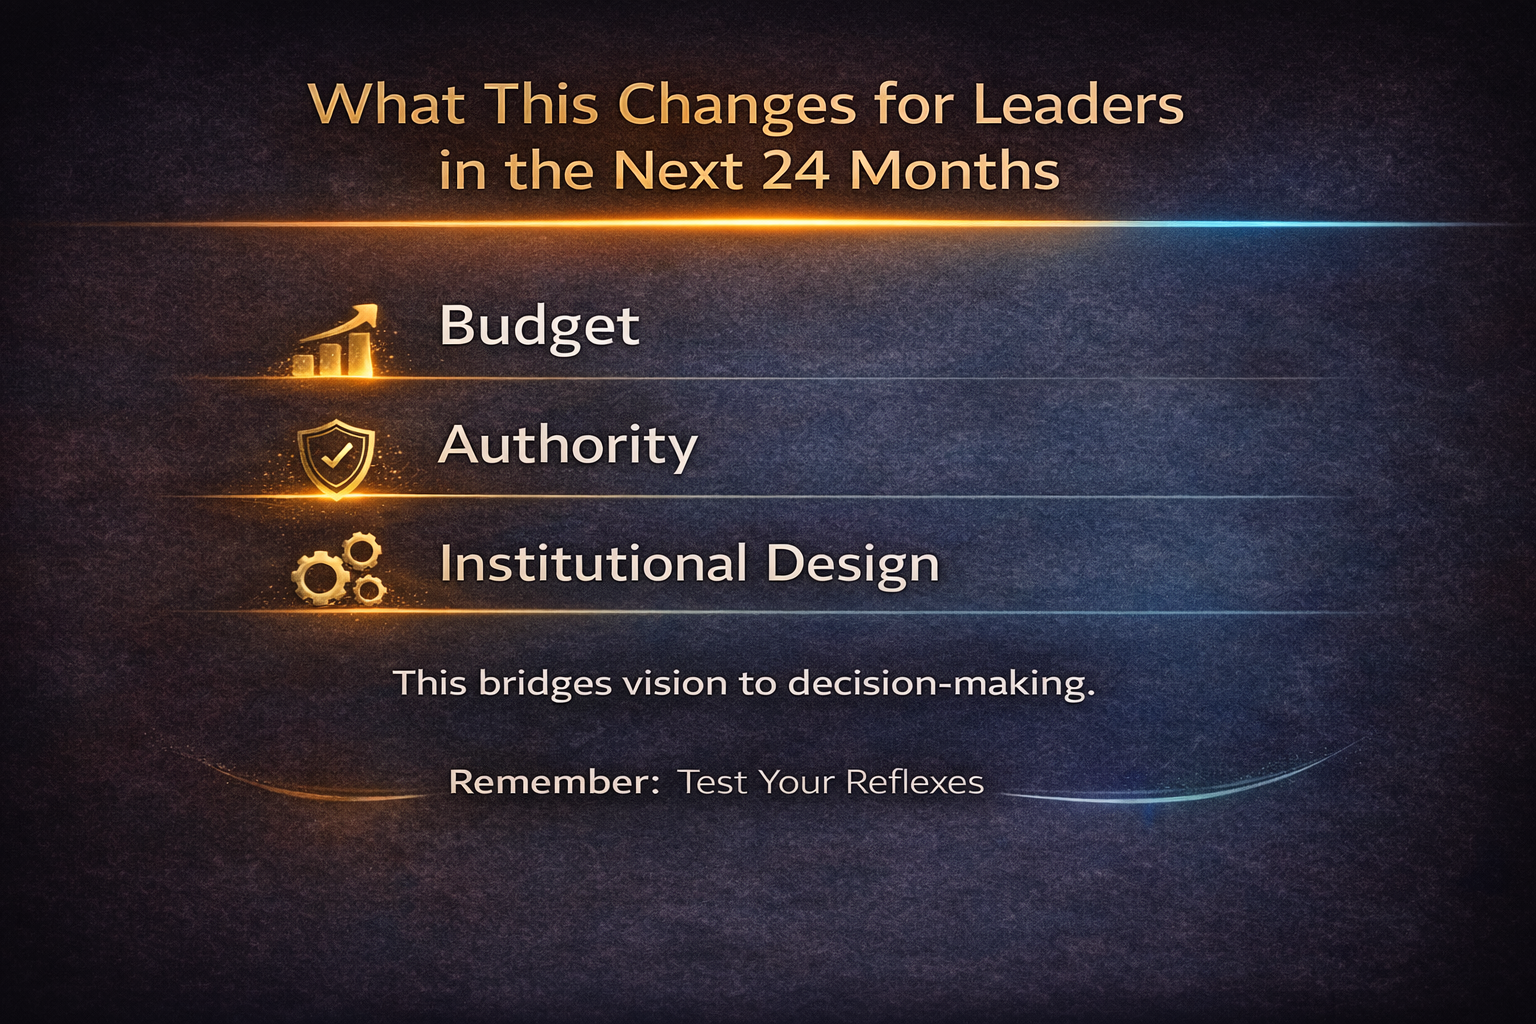 What This Changes for Leaders
in the Next 24 Months
Budget
Authority
Institutional Design
This bridges vision to decision-making.
Remember: Test Your Reflexes